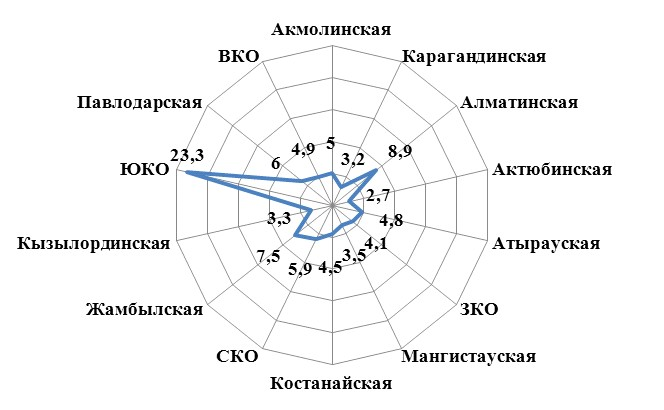 Акмолинская
ВКО
Карагандинская
Павлодарская
Алматинская
4,9
5
3,2
8,9
23,3
6
ЮКО
Актюбинская
2,7
3,3
4,8
Кызылординская
Атырауская
7,5
5,9
4,5
3,5
4,1
Жамбылская
ЗКО
СКО
Мангистауская
Костанайская